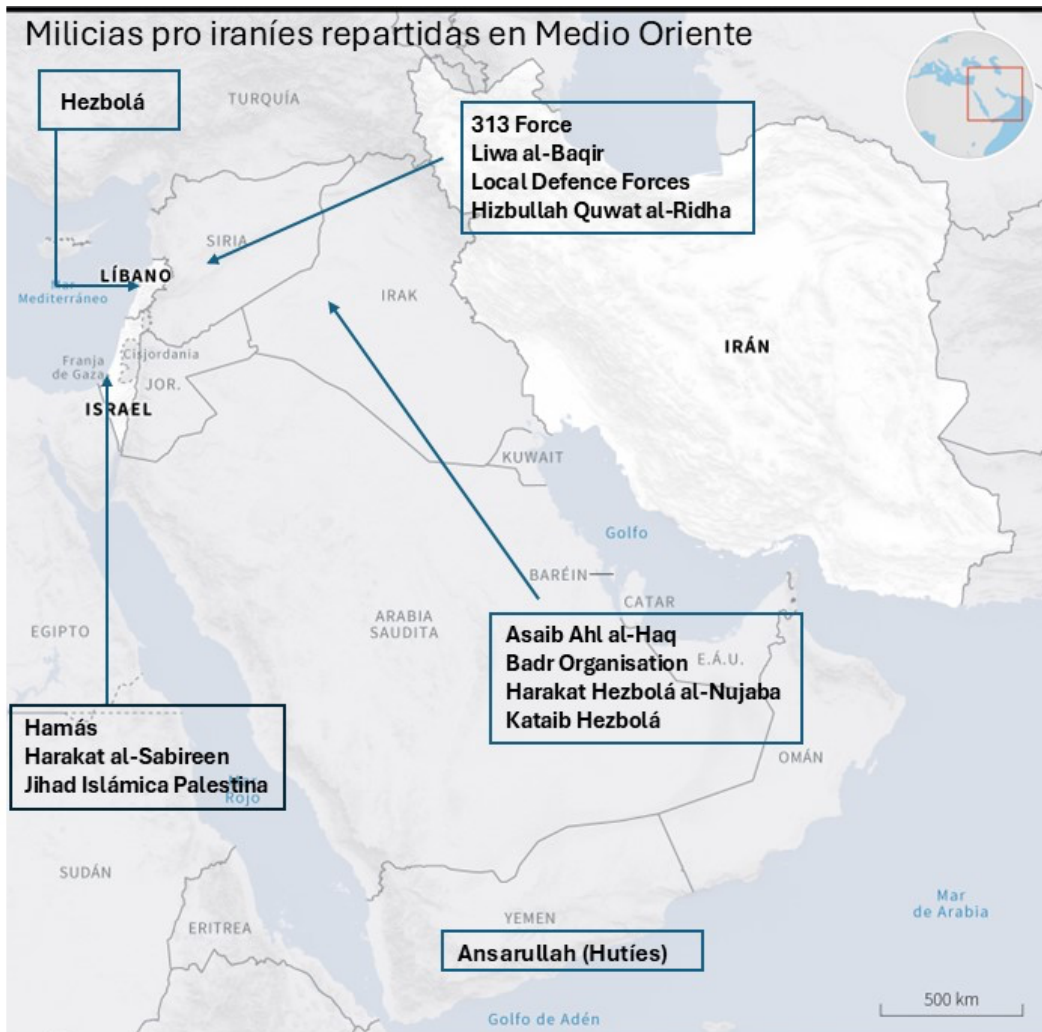 Milicias pro iraníes repartidas en Medio Oriente
Hezbolá
TURQUÍA
313 Force
Liwa al-Baqir
Local Defence Forces
Hizbullah Quwat al-Ridha
SIRIA
LÍBANO
Mar
Mediterráneo
IRAK
IRÁN
Cisjordania
Franja
de Gaza
JOR.
ISRAEL
KUWAIT
Golfo
BARÉIN
CATAR
ARABIA
SAUDITA
EGIPTO
Asaib Ahl al-Haq
Badr Organisation
Harakat Hezbolá al-Nujaba
Kataib Hezbolá
E.Á.U.
OMÁN
Hamás
Harakat al-Sabireen
Jihad Islámica Palestina
Mar
Rojo
SUDÁN
ERITREA
YEMEN
Ansarullah (Hutíes)
Mar
de Arabia
500 km
Golfo de Adén